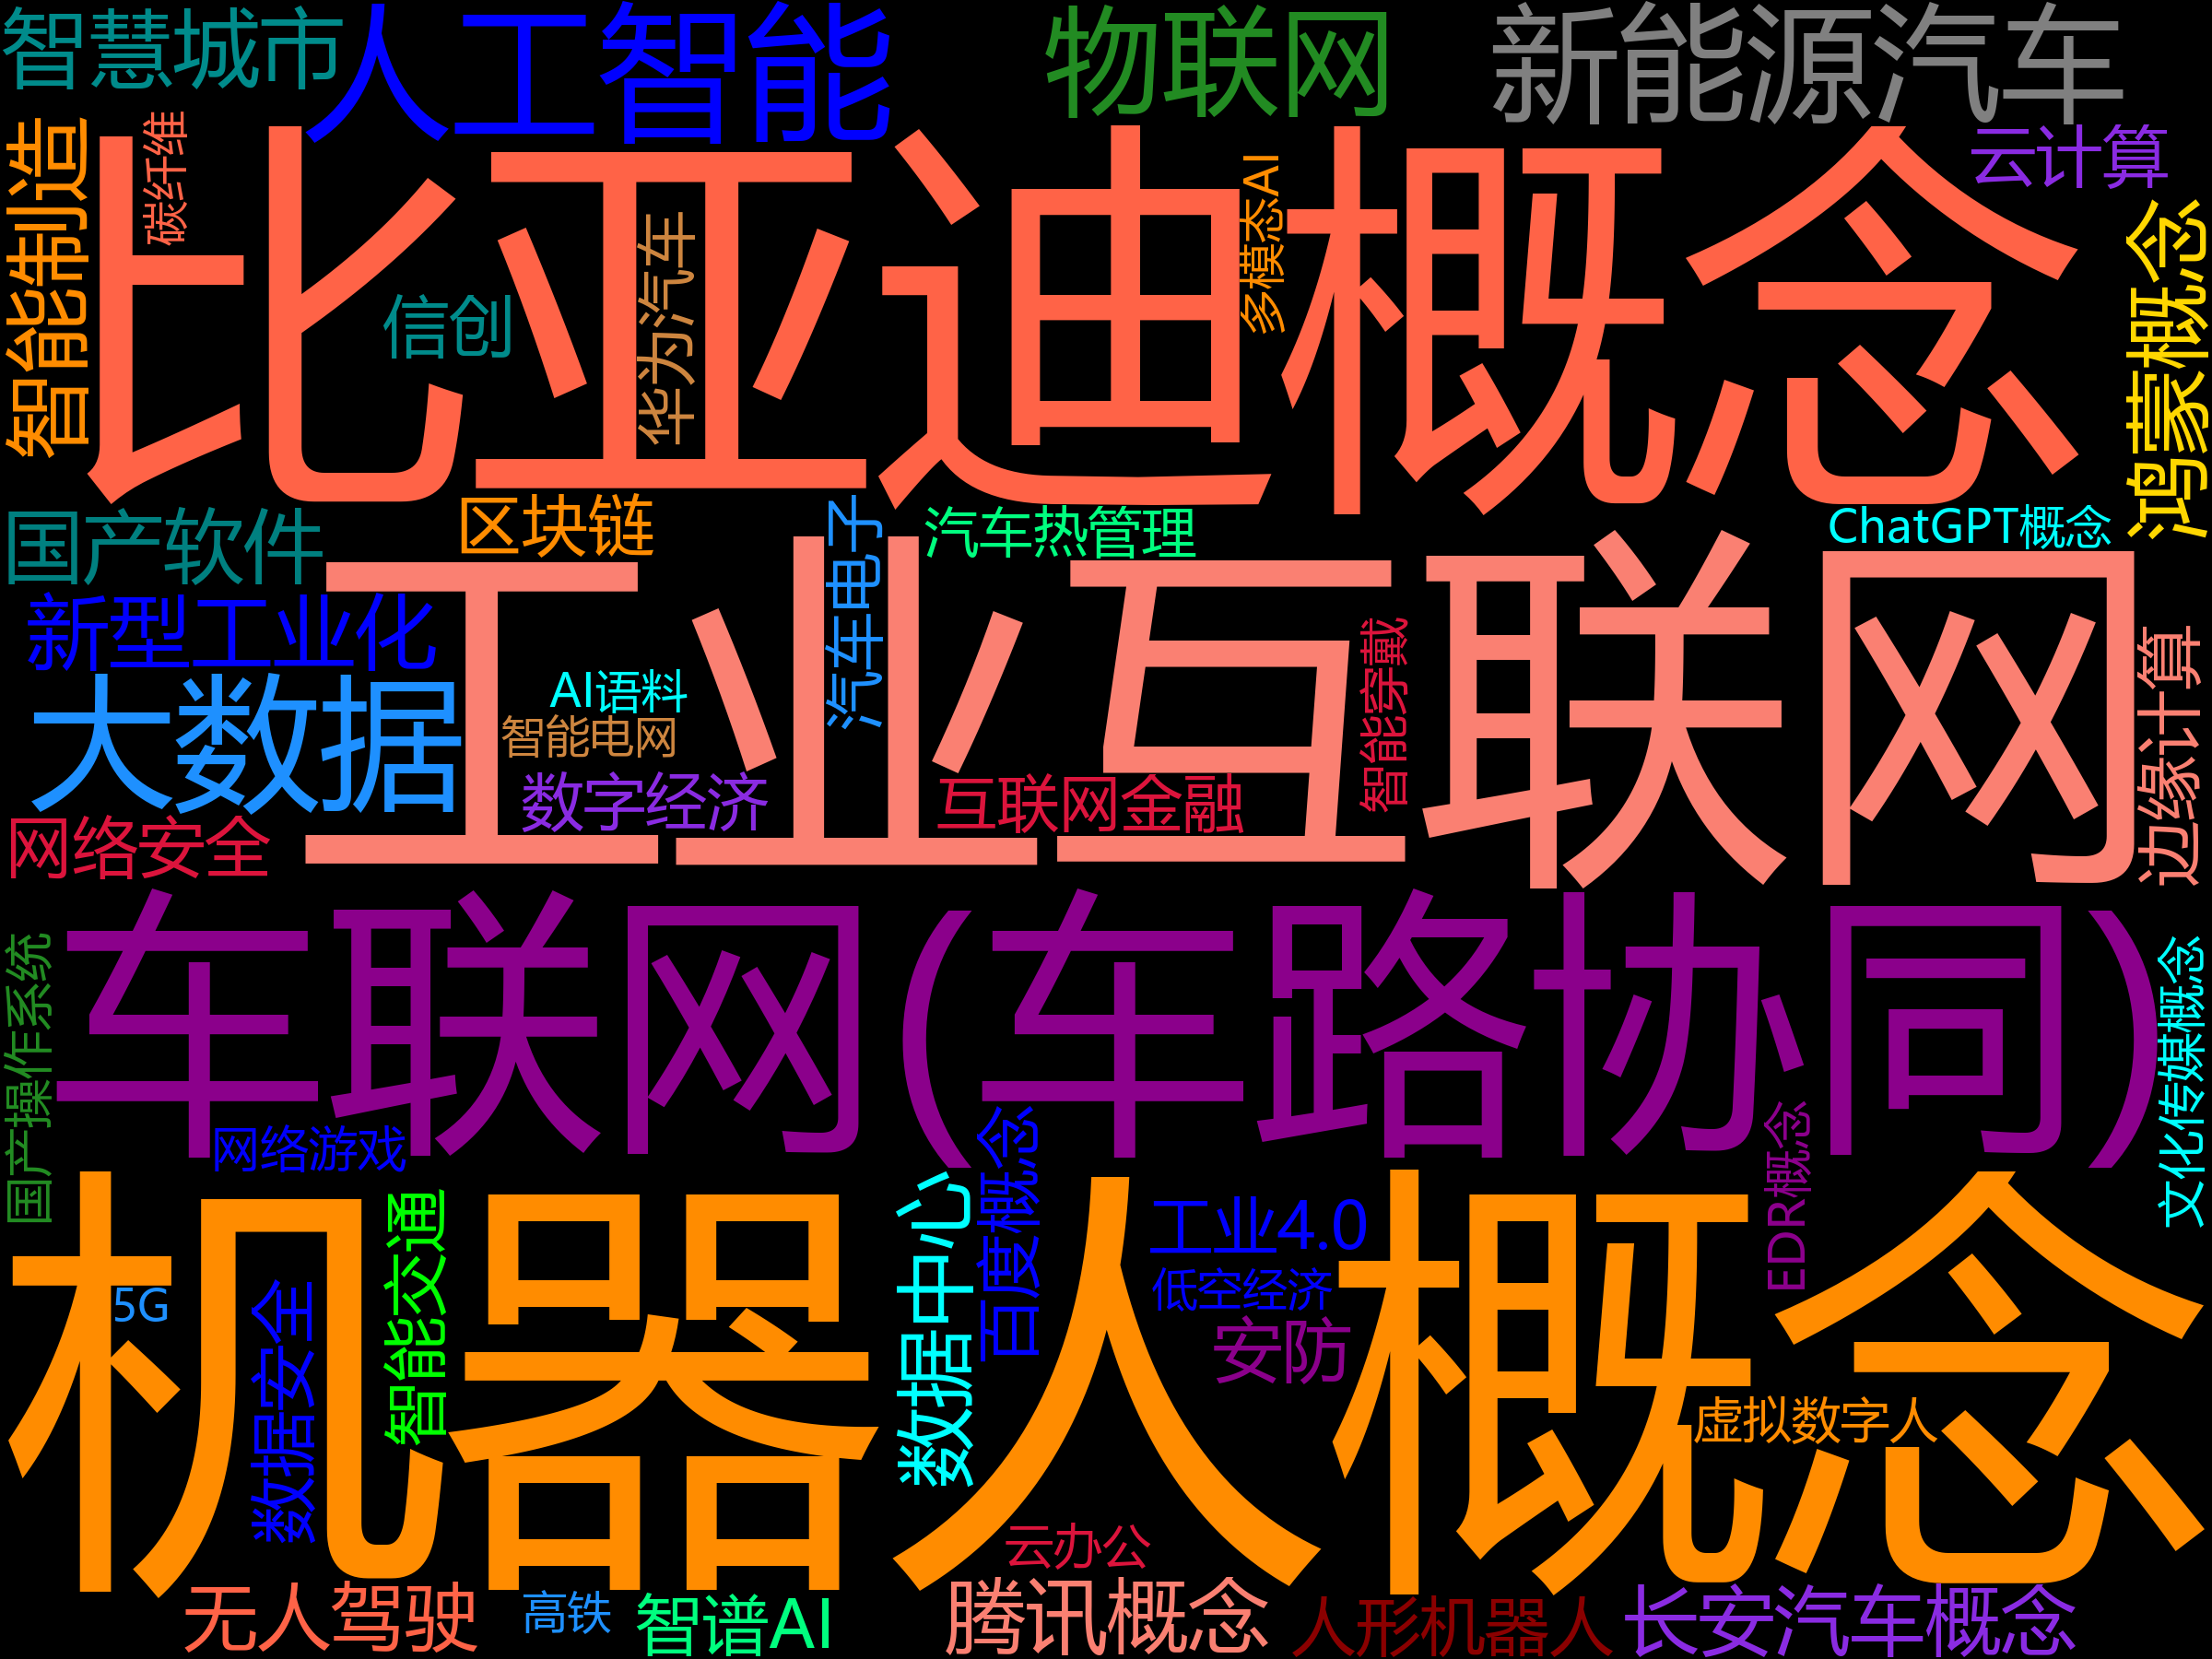 智慧城市
人工智能
物联网
新能源汽车
云计算
碳纤维
智能制造
比亚迪概念
多模态AI
鸿蒙概念
华为汽车
信创
国产软件
区块链
汽车电子
汽车热管理
ChatGPT概念
工业互联网
新型工业化
大数据
AI语料
智能电网
数字经济
互联网金融
智能穿戴
边缘计算
网络安全
车联网(车路协同)
国产操作系统
文化传媒概念
网络游戏
百度概念
EDR概念
机器人概念
智能交通
数据中心
工业4.0
低空经济
安防
5G
数据安全
虚拟数字人
云办公
无人驾驶
高铁
智谱AI
腾讯概念
人形机器人
长安汽车概念